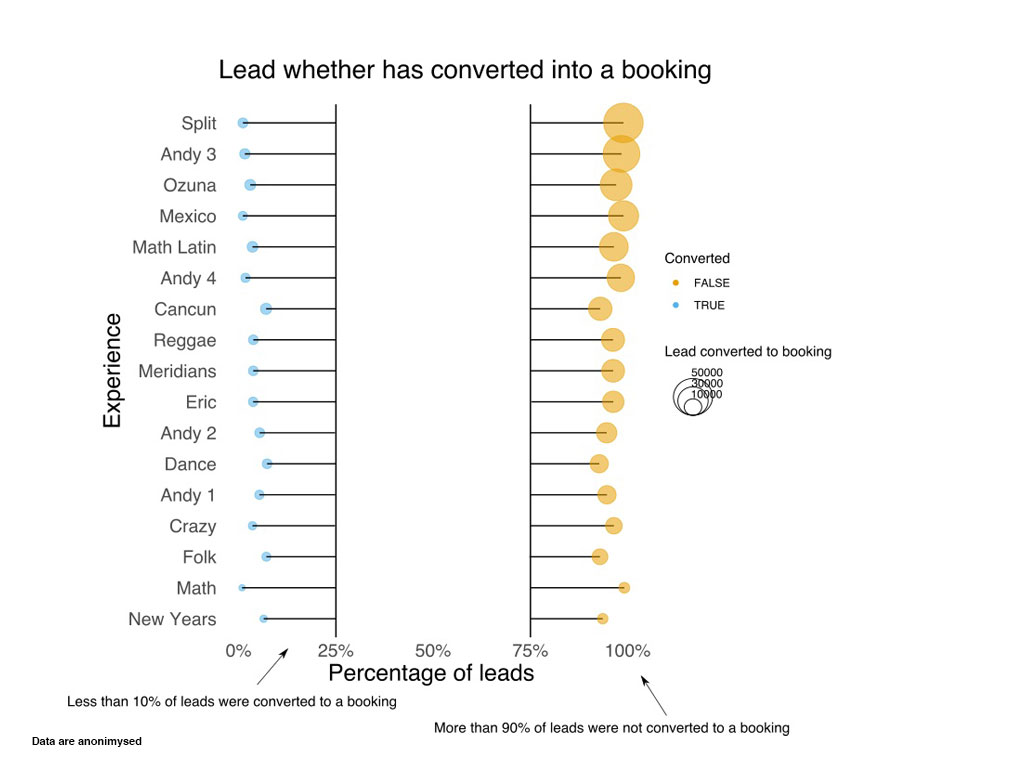 Lead whether has converted into a booking
Split
Andy 3
Ozuna
Mexico
Math Latin
Andy 4
Cancun
Reggae
Meridians
Eric
Andy 2
Dance
Andy 1
Crazy
Folk
Math
New Years
Experience
0% 25% 50% 75% 100%
Percentage of leads
Converted
FALSE
TRUE
Lead converted to booking
50000
30000
10000
Less than 10% of leads were converted to a booking
More than 90% of leads were not converted to a booking
Data are anonimysed